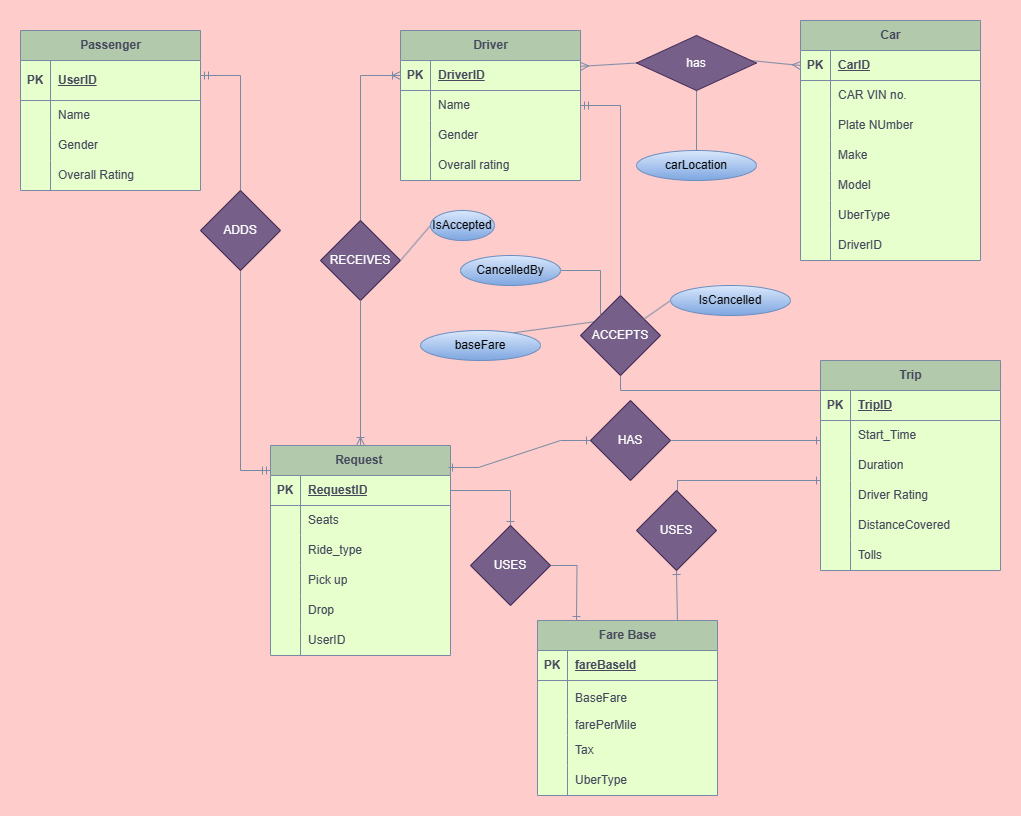 Passenger
PK UserID
Name
Gender
Overall Rating
Driver
PK DriverID
Name
Gender
Overall rating
has
carLocation
Car
PK CarID
CAR VIN no.
Plate NUmber
Make
Model
UberType
DriverID
ADDS
RECEIVES
IsAccepted
CancelledBy
IsCancelled
baseFare
ACCEPTS
Trip
PK TripID
Start_Time
Duration
Driver Rating
DistanceCovered
Tolls
HAS
Request
PK RequestID
Seats
Ride_type
Pick up
Drop
UserID
USES
USES
Fare Base
PK fareBaseId
BaseFare
farePerMile
Tax
UberType